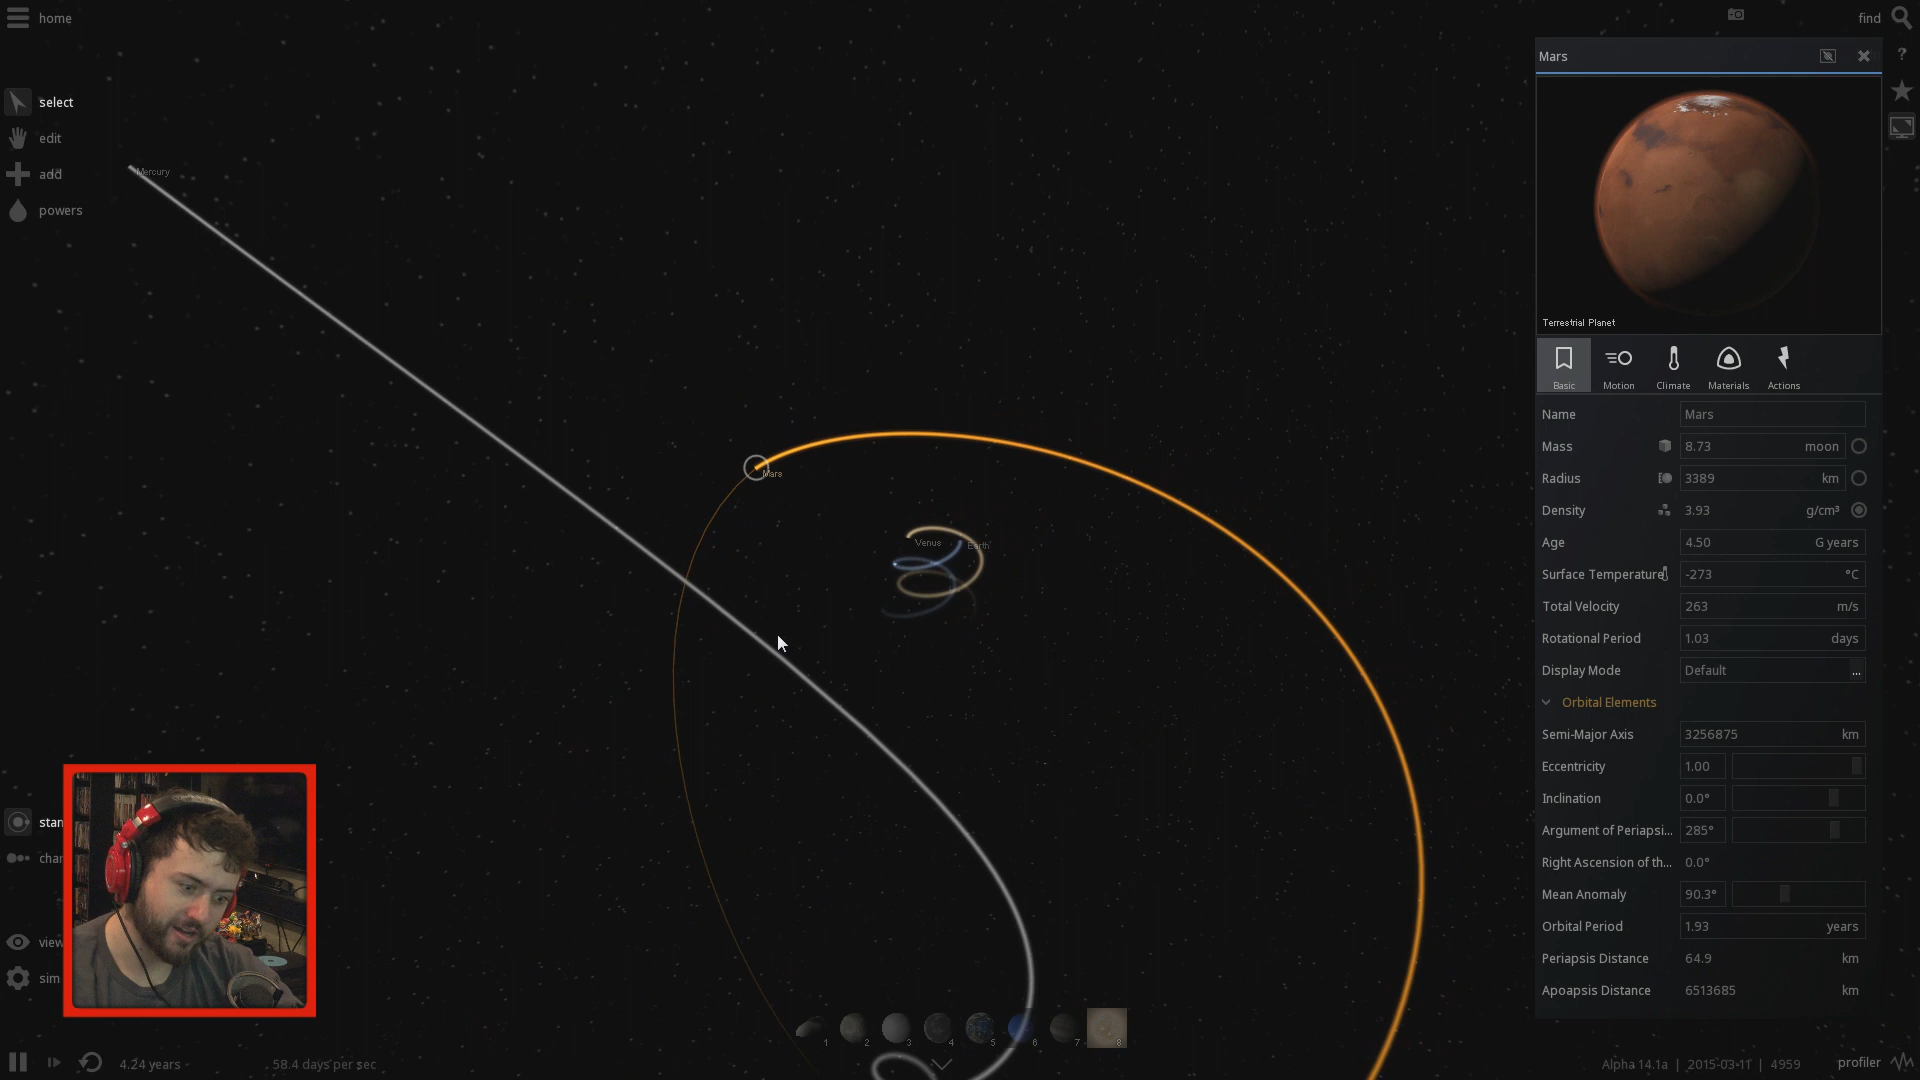 home
find
Mars
select
edit
add
powers
Mercury
Mars
Venus
Earth
Terrestrial Planet
Basic
Motion
Climate
Materials
Actions
Name
Mars
Mass
8.73
moon
Radius
3389
km
Density
3.93
g/cm³
Age
4.50
G years
Surface Temperature
-273
°C
Total Velocity
263
m/s
Rotational Period
1.03
days
Display Mode
Default
...
Orbital Elements
Semi-Major Axis
3256875
km
Eccentricity
1.00
Inclination
0.0°
Argument of Periapsi...
285°
Right Ascension of th...
0.0°
Mean Anomaly
90.3°
Orbital Period
1.93
years
Periapsis Distance
64.9
km
Apoapsis Distance
6513685
km
stan
char
view
sim
1
2
3
4
5
6
7
8
4.24 years
58.4 days per sec
Alpha 14.1a | 2015-03-11 | 4959
profiler